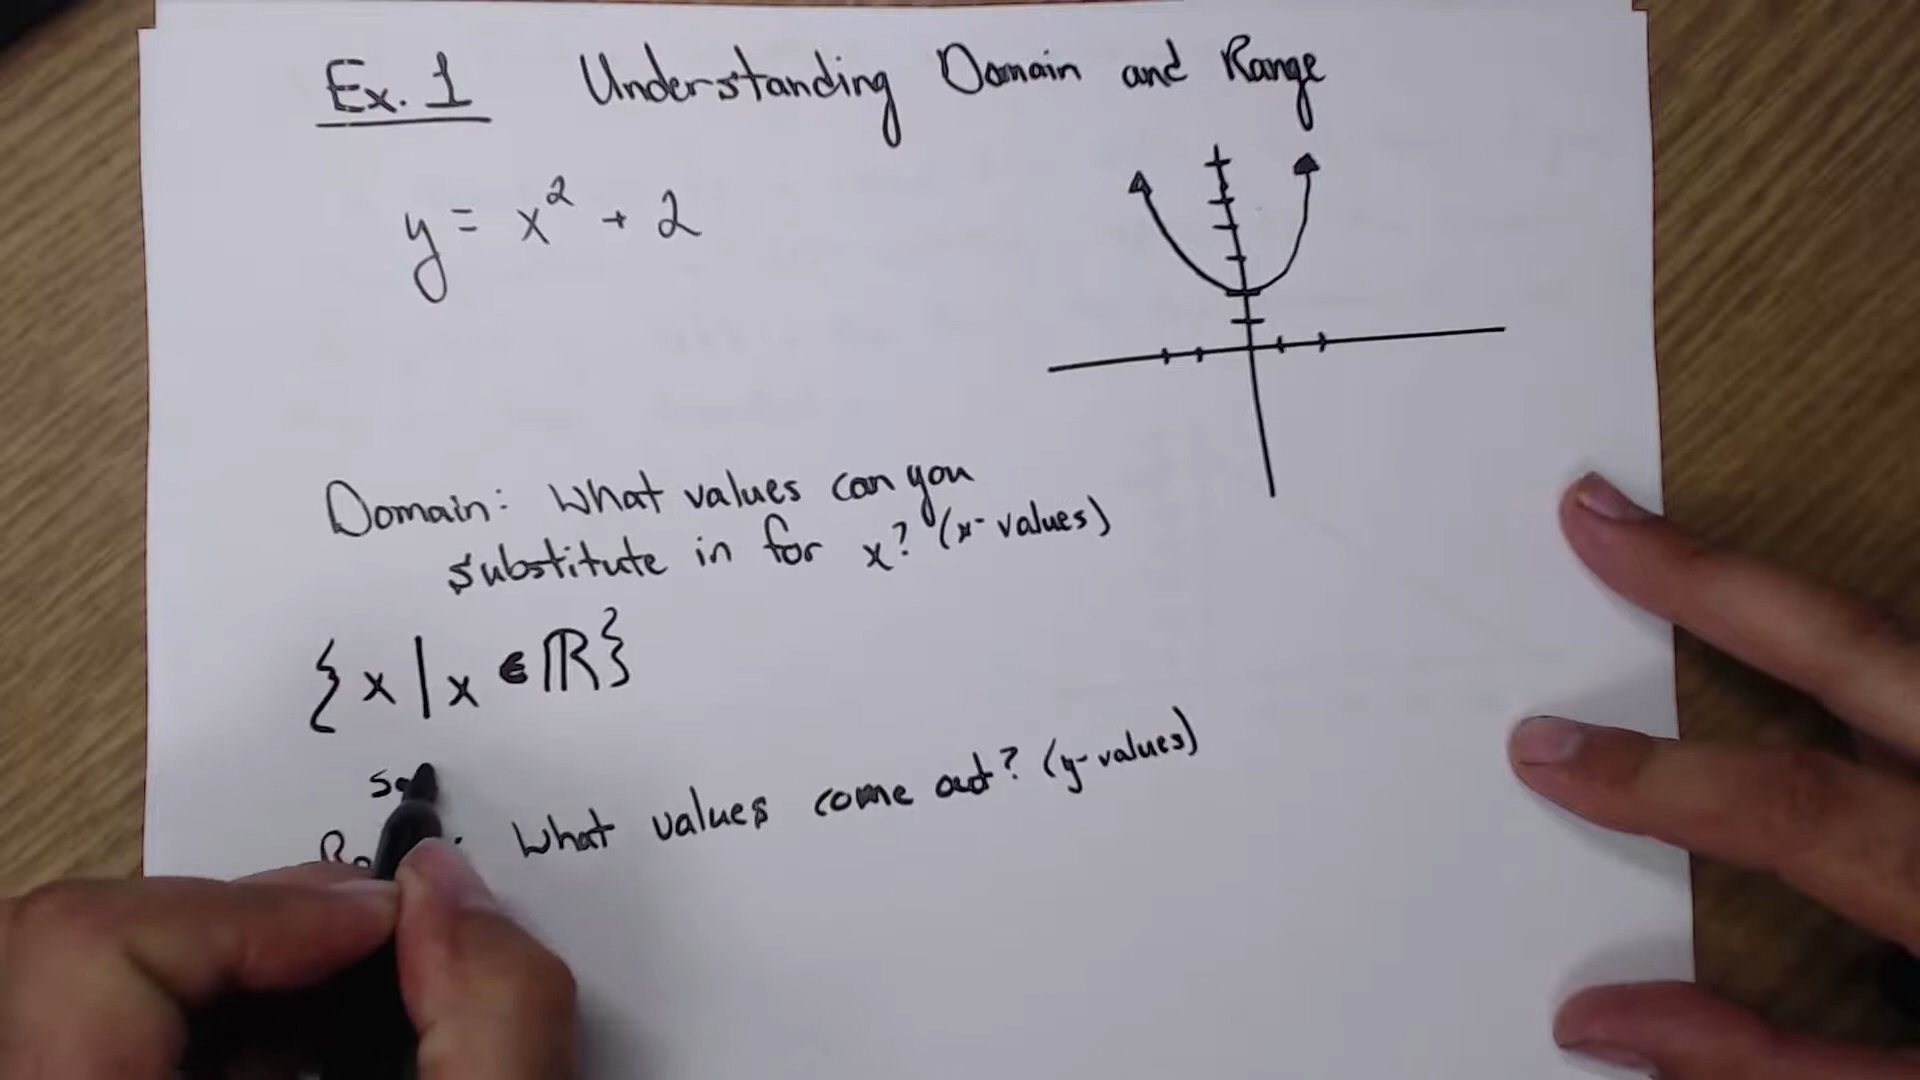 Ex. 1 Understanding Domain and Range
y = x² + 2
Domain: What values can you
substitute in for x? (x-values)
{x | x ∈ ℝ}
What values come out? (y-values)